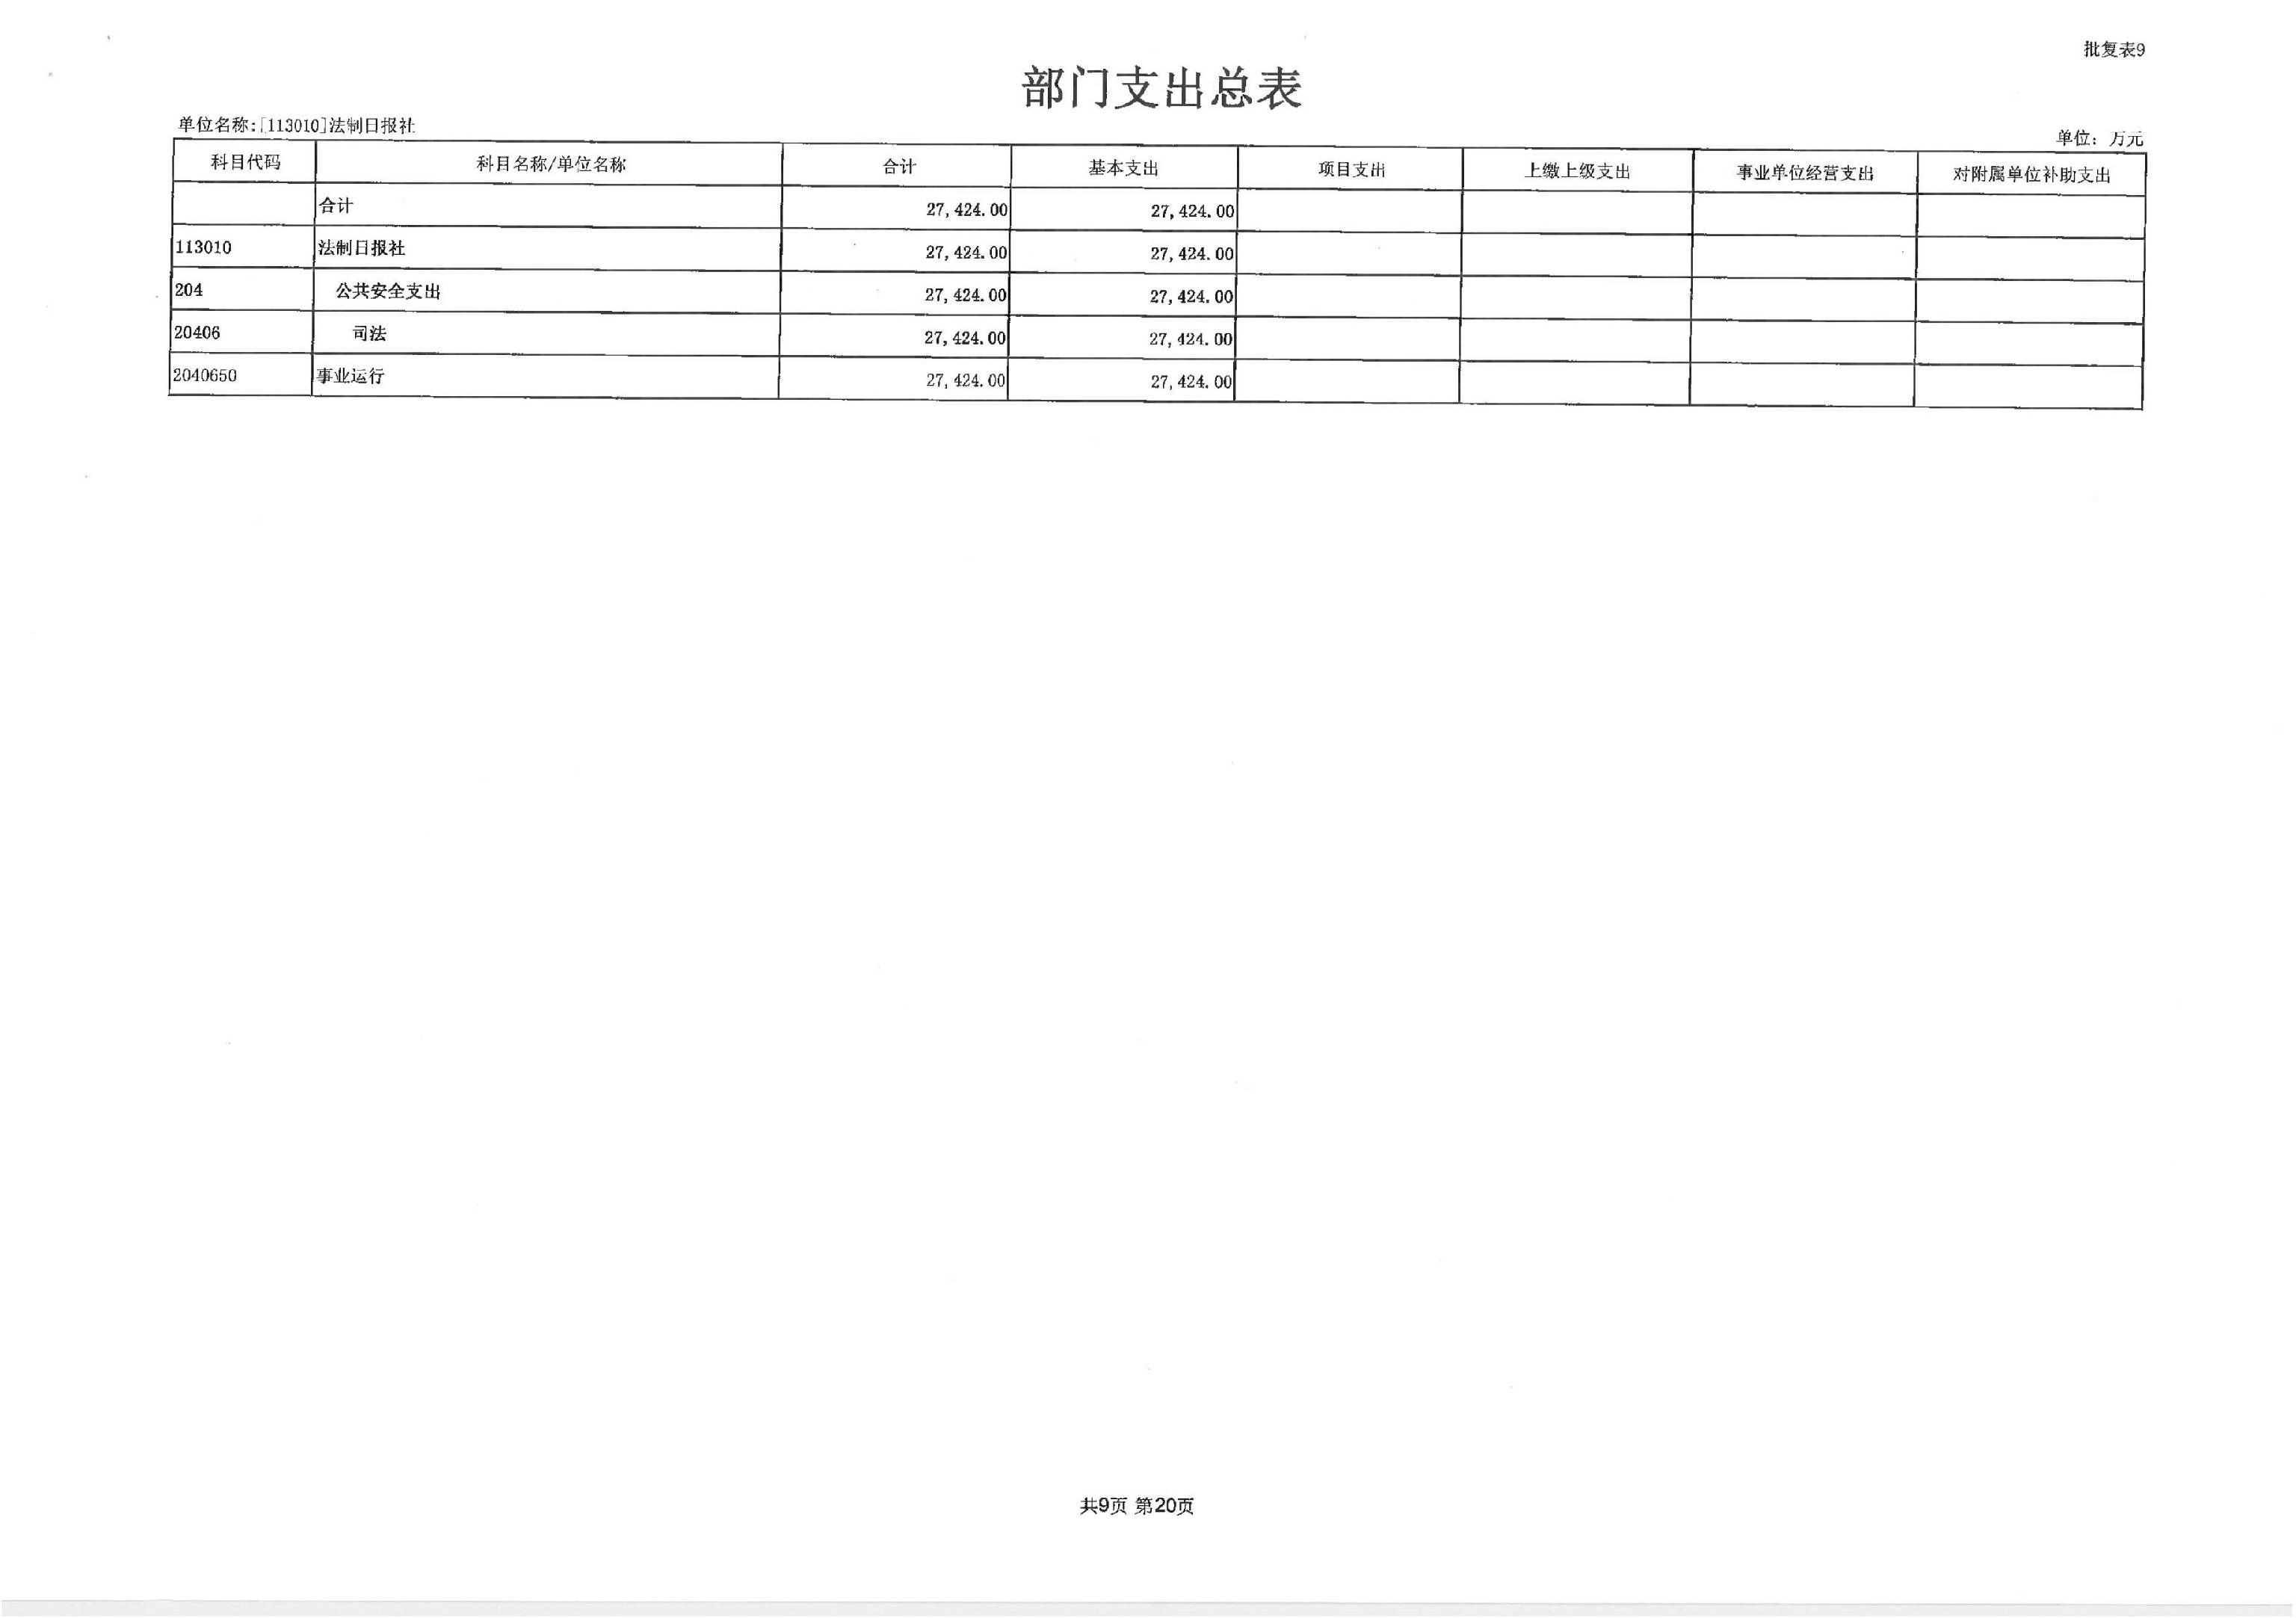 批复表9
部门支出总表
单位名称:[113010]法制日报社
单位：万元
科目代码 科目名称/单位名称 合计 基本支出 项目支出 上缴上级支出 事业单位经营支出 对附属单位补助支出
合计 27,424.00 27,424.00
113010 法制日报社 27,424.00 27,424.00
204 公共安全支出 27,424.00 27,424.00
20406 司法 27,424.00 27,424.00
2040650 事业运行 27,424.00 27,424.00
共9页 第20页